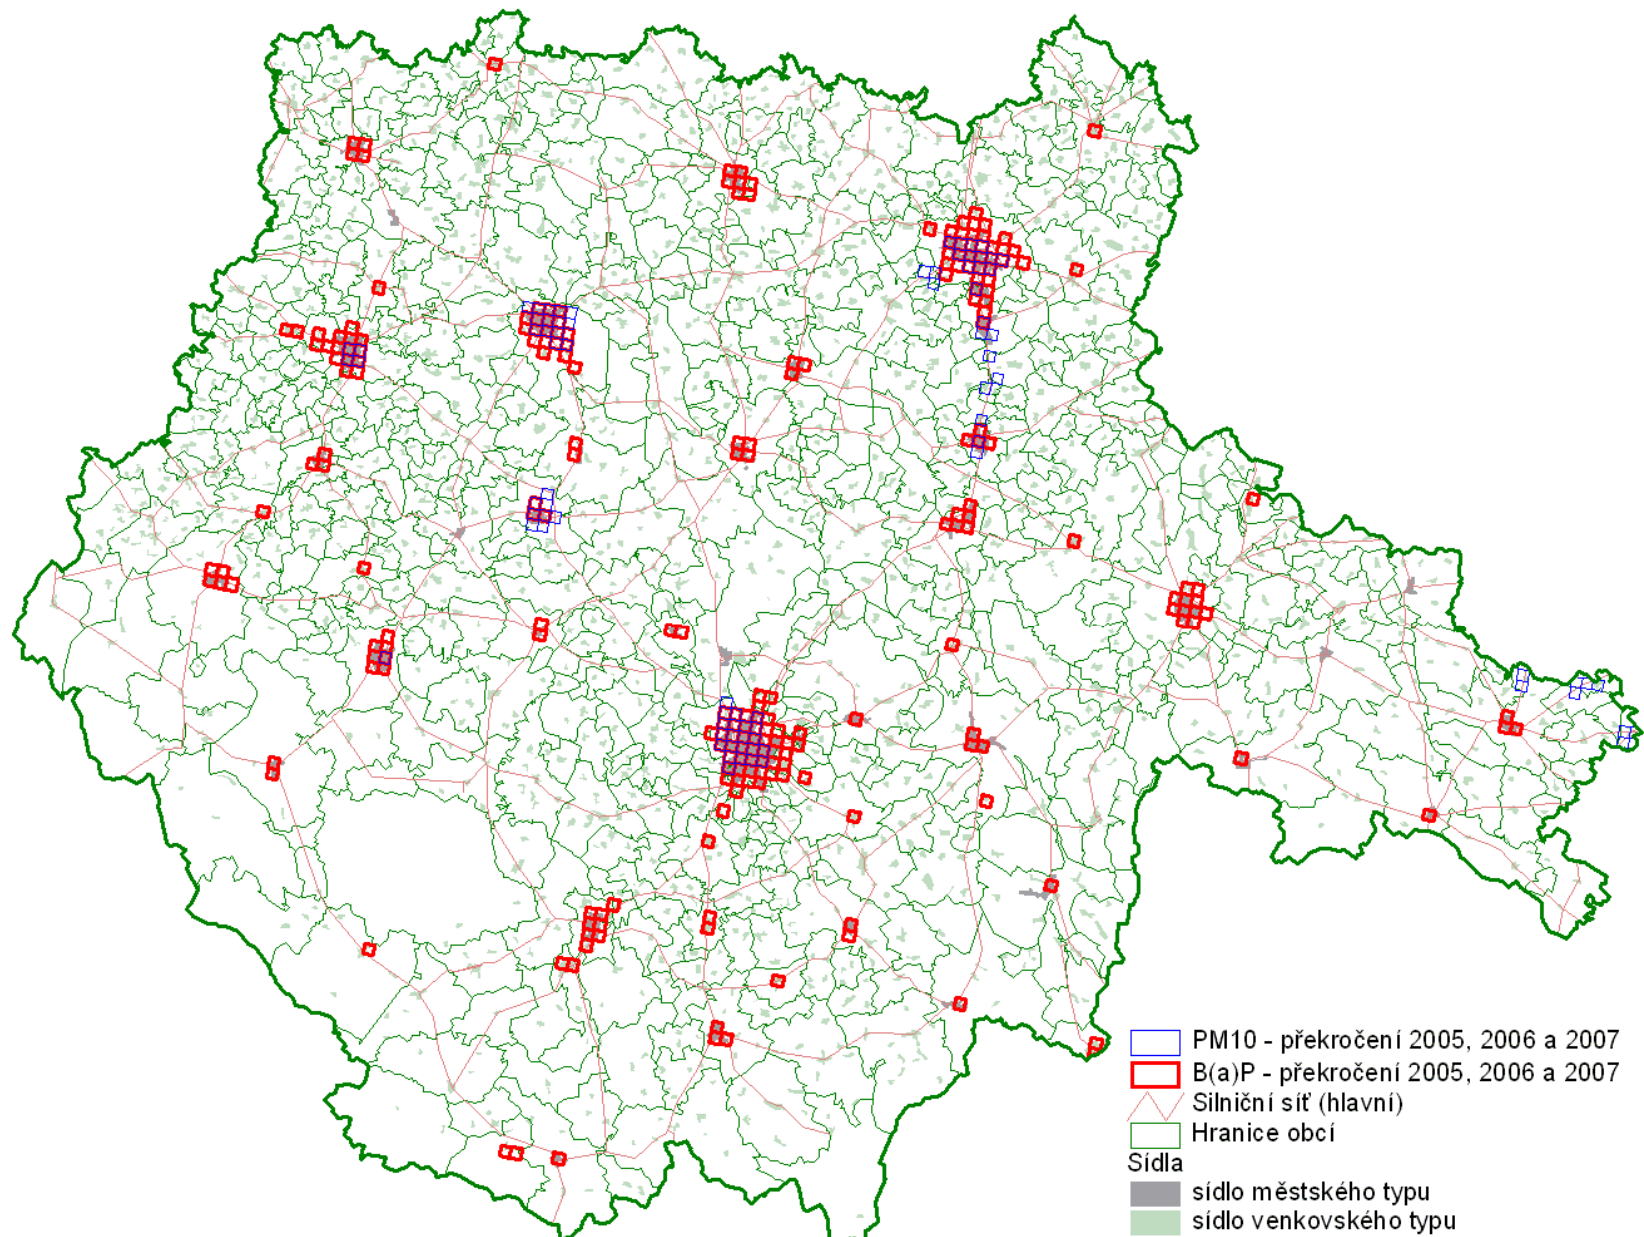 PM10 - překročení 2005, 2006 a 2007
B(a)P - překročení 2005, 2006 a 2007
Silniční síť (hlavní)
Hranice obcí
Sídla
sídlo městského typu
sídlo venkovského typu